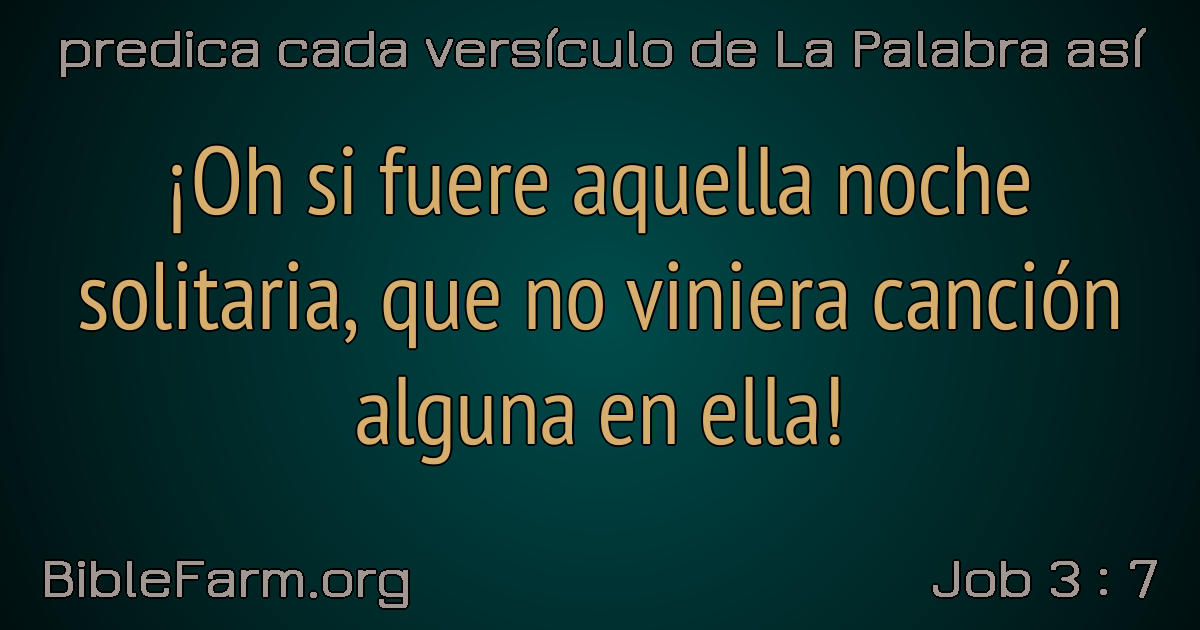 predica cada versículo de La Palabra así
¡Oh si fuere aquella noche
solitaria, que no viniera canción
alguna en ella!
BibleFarm.org
Job 3 : 7